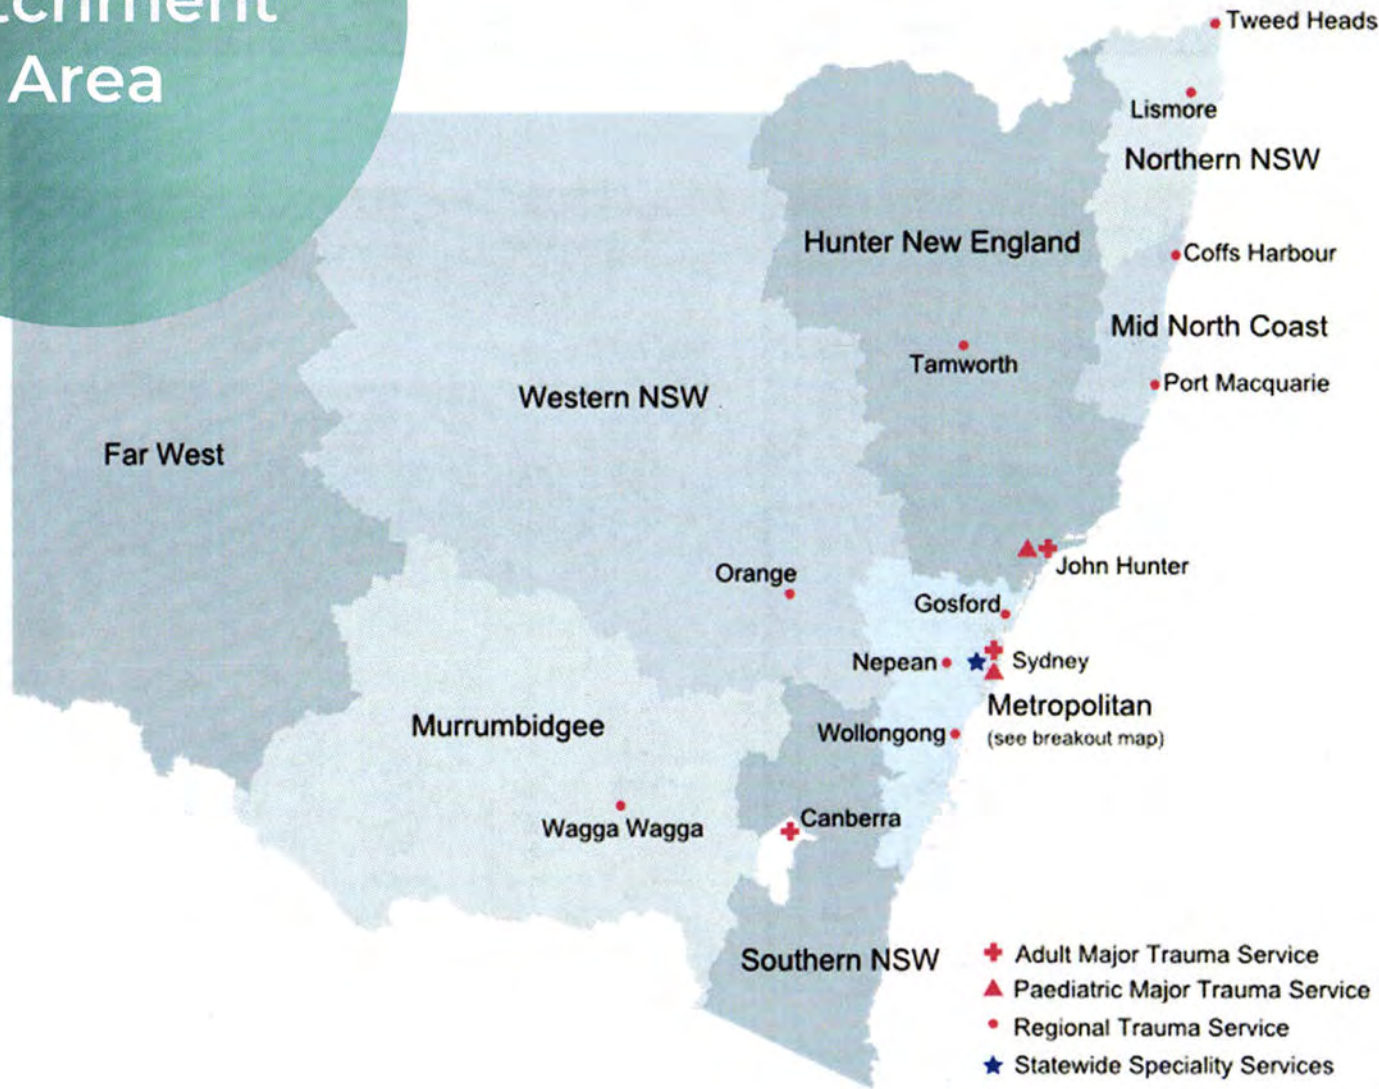 Area
Tweed Heads
Lismore
Northern NSW
Hunter New England
Coffs Harbour
Mid North Coast
Tamworth
Port Macquarie
Western NSW
Far West
John Hunter
Orange
Gosford
Nepean
Sydney
Metropolitan
(see breakout map)
Murrumbidgee
Wollongong
Canberra
Wagga Wagga
Southern NSW
Adult Major Trauma Service
Paediatric Major Trauma Service
Regional Trauma Service
Statewide Speciality Services